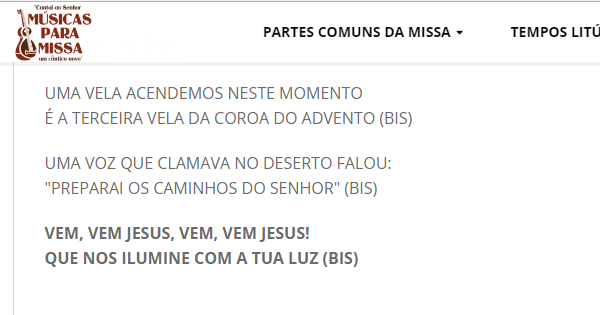 "Cantai ao Senhor
MÚSICAS
PARA
MISSA
um cântico novo"
PARTES COMUNS DA MISSA
TEMPOS LITÚ
UMA VELA ACENDEMOS NESTE MOMENTO
É A TERCEIRA VELA DA COROA DO ADVENTO (BIS)
UMA VOZ QUE CLAMAVA NO DESERTO FALOU:
"PREPARAI OS CAMINHOS DO SENHOR" (BIS)
VEM, VEM JESUS, VEM, VEM JESUS!
QUE NOS ILUMINE COM A TUA LUZ (BIS)